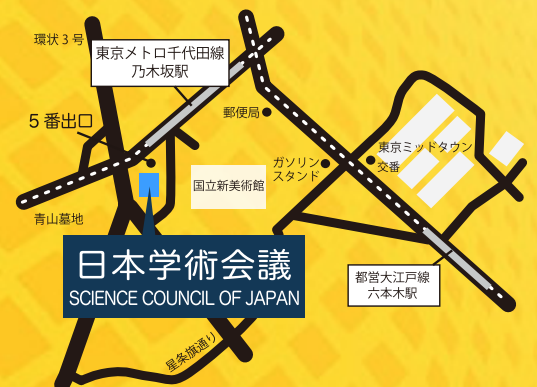 環状３号
東京メトロ千代田線
乃木坂駅
５番出口
郵便局
ガソリン
スタンド
東京ミッドタウン
交番
国立新美術館
青山墓地
日本学術会議
SCIENCE COUNCIL OF JAPAN
都営大江戸線
六本木駅
星条旗通り